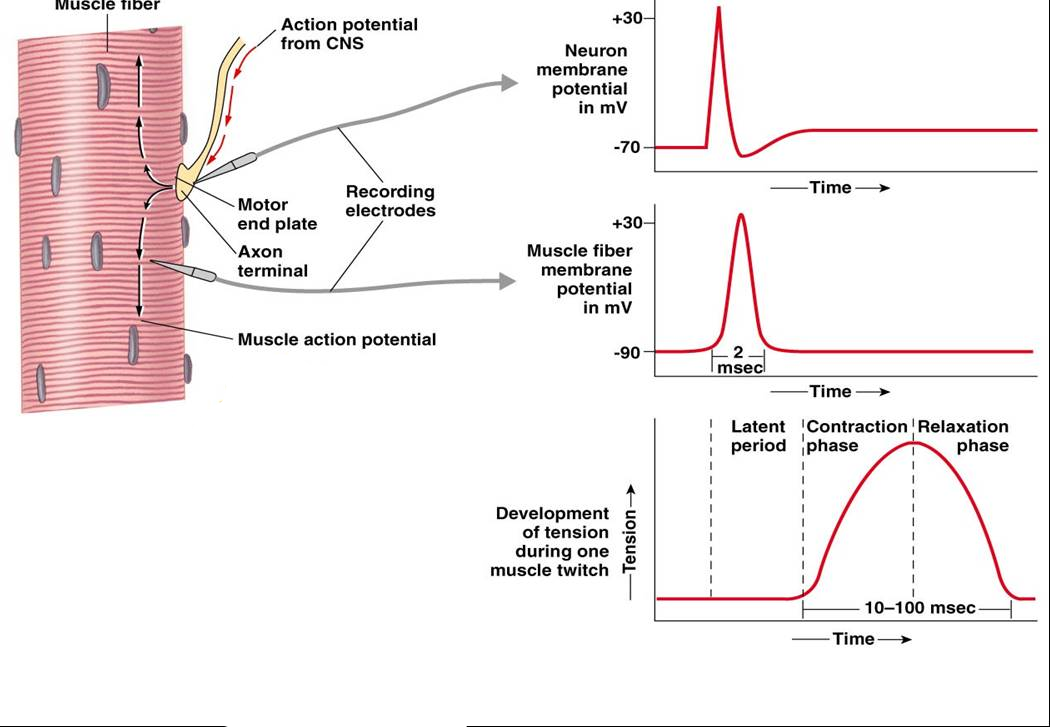 Muscle fiber
Action potential
from CNS
Motor
end plate
Axon
terminal
Recording
electrodes
Muscle action potential
+30
Neuron
membrane
potential
in mV
-70
Time
+30
Muscle fiber
membrane
potential
in mV
-90
2
msec
Time
Latent
period
Contraction
phase
Relaxation
phase
Development
of tension
during one
muscle twitch
Tension
10–100 msec
Time